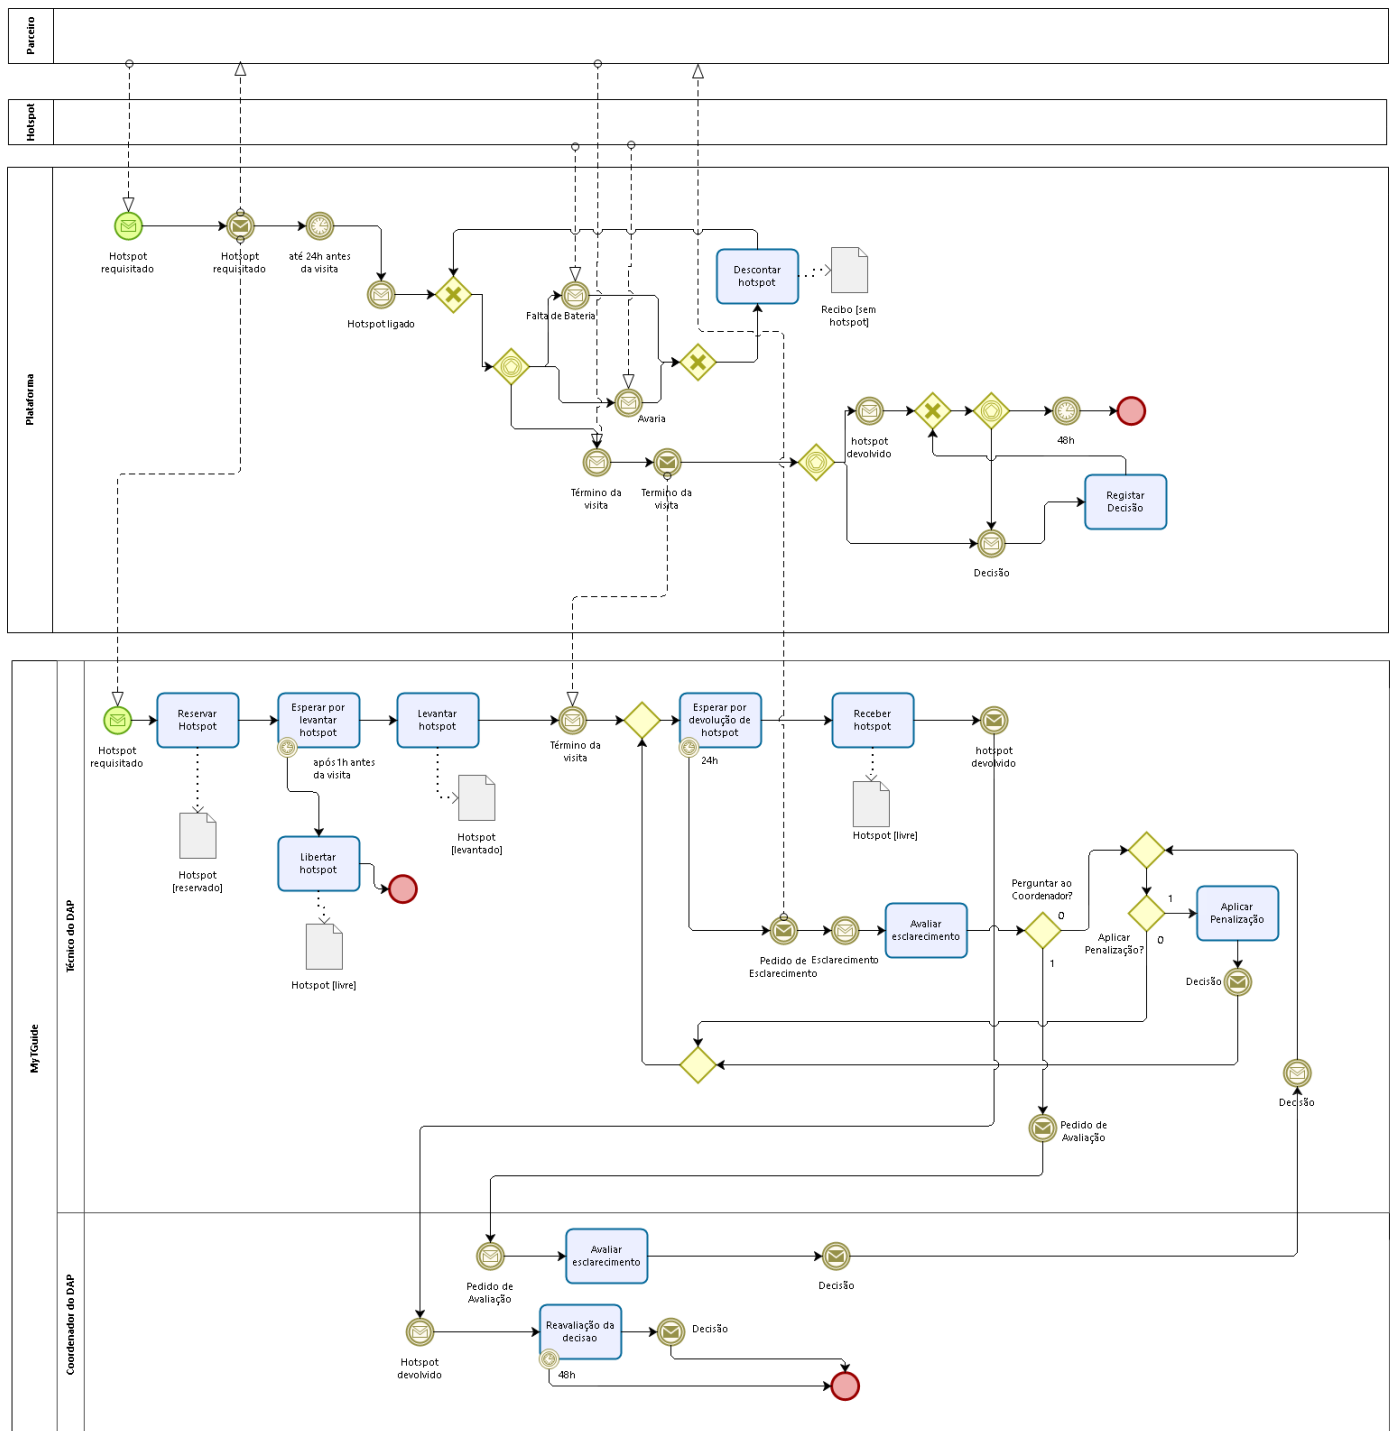 Parceiro
Hotspot
Plataforma
Hotspot
requisitado
Hotsopt
requisitado
até 24h antes
da visita
Hotspot ligado
Falta de Bateria
Avaria
Descontar
hotspot
Recibo [sem
hotspot]
Término da
visita
Termino da
visita
hotspot
devolvido
48h
Registar
Decisão
Decisão
MyTGuide
Técnico do DAP
Hotspot
requisitado
Reservar
Hotspot
Hotspot
[reservado]
Esperar por
levantar
hotspot
após 1h antes
da visita
Libertar
hotspot
Hotspot [livre]
Levantar
hotspot
Hotspot
[levantado]
Término da
visita
Esperar por
devolução de
hotspot
24h
Receber
hotspot
Hotspot [livre]
hotspot
devolvido
Pedido de
Esclarecimento
Esclarecimento
Avaliar
esclarecimento
Perguntar ao
Coordenador?
0
1
Aplicar
Penalização?
1
0
Aplicar
Penalização
Decisão
Decisão
Pedido de
Avaliação
Coordenador do DAP
Pedido de
Avaliação
Avaliar
esclarecimento
Decisão
Hotspot
devolvido
Reavaliação da
decisao
48h
Decisão